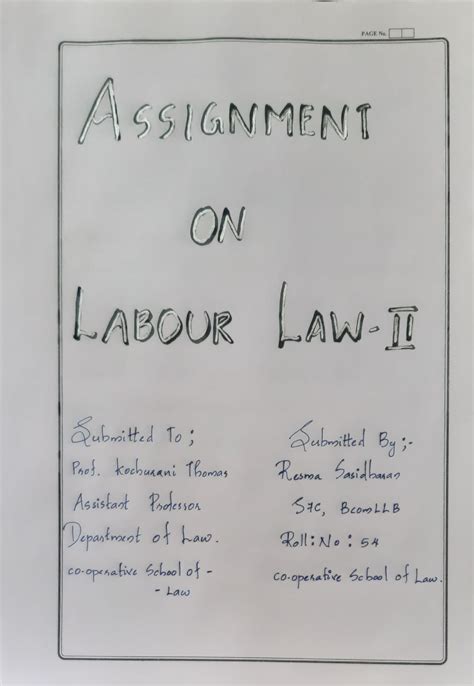 PAGE No.
ASSIGNMENT
ON
LABOUR LAW-II
Submitted To ;
Prof. Kochurani Thomas
Assistant Professor
Department of Law.
co-operative School of -
- Law
Submitted By ;-
Resma Sasidharan
S7C, BcomLLB
Roll: No : 54
co-operative School of Law.